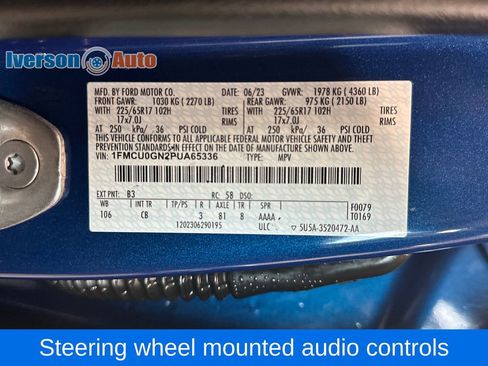 Iverson Auto
MFD. BY FORD MOTOR CO.
DATE: 06/23 GVWR: 1978 KG ( 4360 LB)
FRONT GAWR: 1030 KG ( 2270 LB) REAR GAWR: 975 KG ( 2150 LB)
WITH 225/65R17 102H TIRES WITH 225/65R17 102H TIRES
17x7.0J RIMS 17x7.0J RIMS
AT 250 kPa/ 36 PSI COLD AT 250 kPa/ 36 PSI COLD
THIS VEHICLE CONFORMS TO ALL APPLICABLE FEDERAL MOTOR VEHICLE SAFETY
STANDARDS IN EFFECT ON THE DATE OF MANUFACTURE SHOWN ABOVE.
VIN: 1FMCU0GN2PUA65336 TYPE: MPV
EXT PNT: B3 RC: 58 DSO:
WB INT TR TP/PS R AXLE TR SPR F0079
106 CB 3 81 8 AAAA T0169
1202306290195 ULC 5U5A-3520472-AA
Steering wheel mounted audio controls